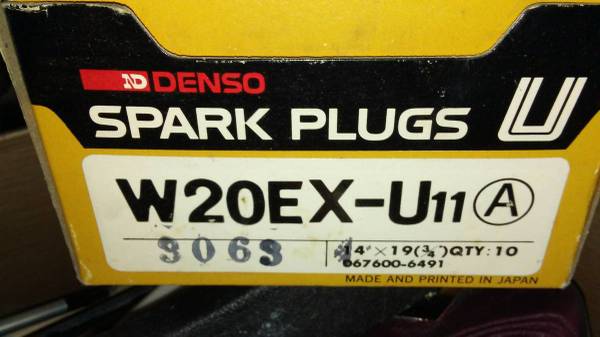 ND DENSO
SPARK PLUGS U
W20EX-U11 A
3063
14ᵠ×19(3/4")QTY:10
067600-6491
MADE AND PRINTED IN JAPAN